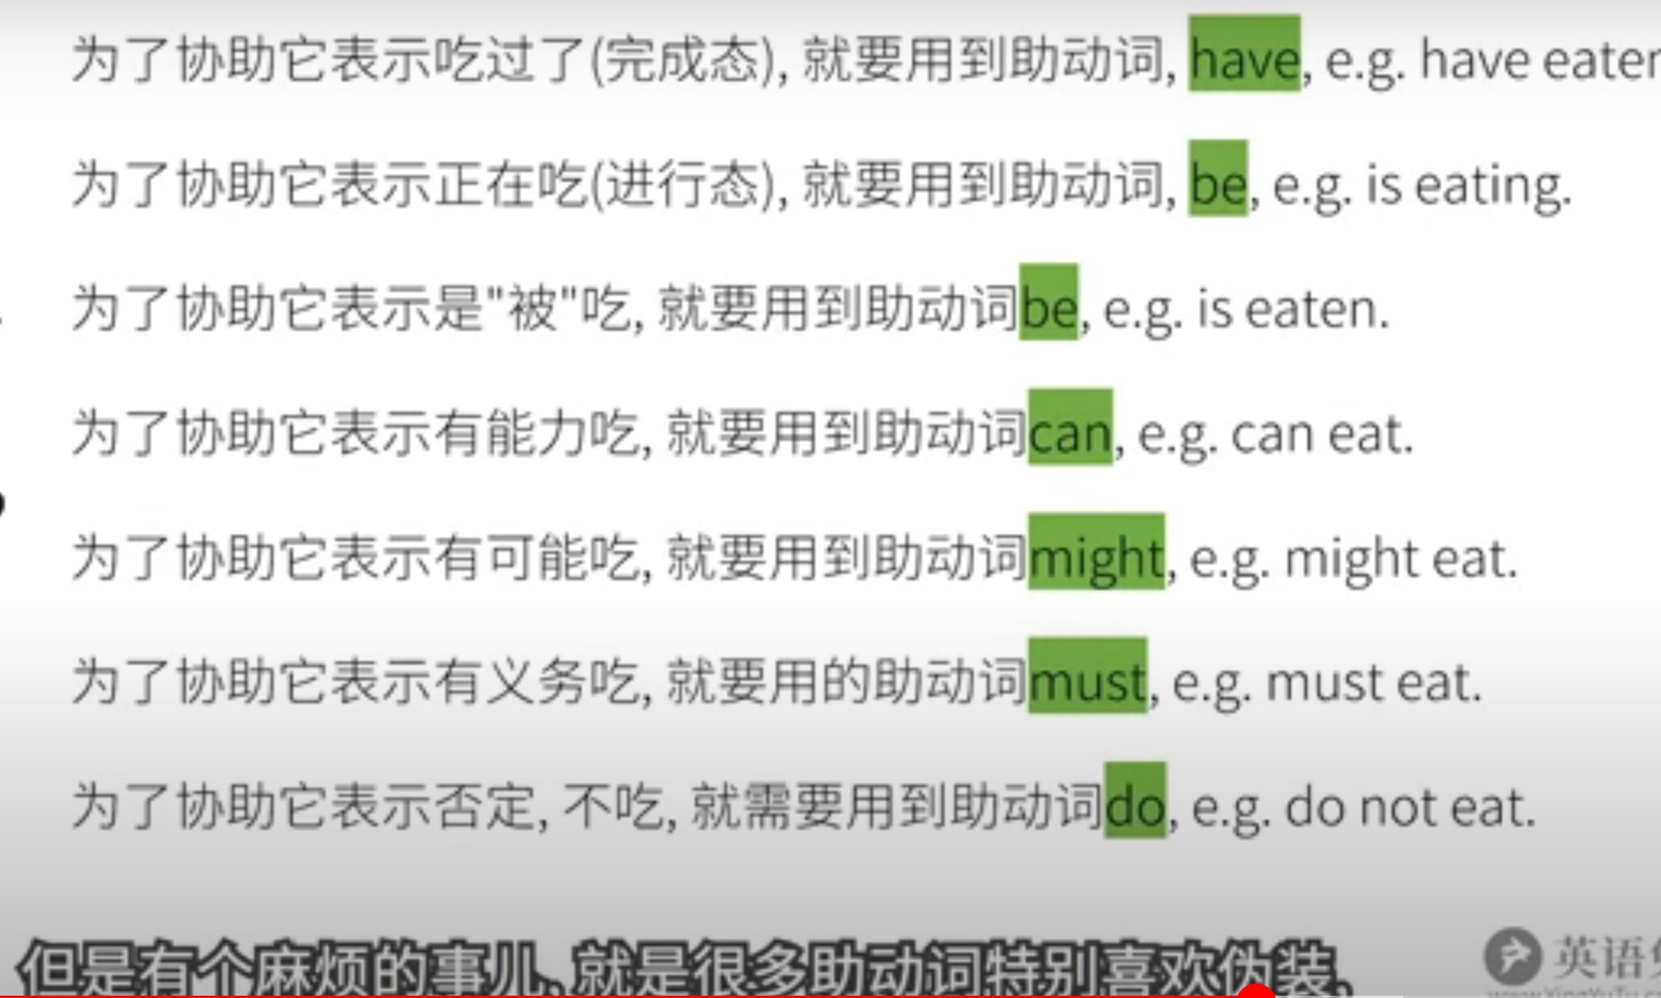 为了协助它表示吃过了(完成态), 就要用到助动词, have, e.g. have eaten
为了协助它表示正在吃(进行态), 就要用到助动词, be, e.g. is eating.
为了协助它表示是"被"吃, 就要用到助动词be, e.g. is eaten.
为了协助它表示有能力吃, 就要用到助动词can, e.g. can eat.
为了协助它表示有可能吃, 就要用到助动词might, e.g. might eat.
为了协助它表示有义务吃, 就要用的助动词must, e.g. must eat.
为了协助它表示否定, 不吃, 就需要用到助动词do, e.g. do not eat.
但是有个麻烦的事儿, 就是很多助动词特别喜欢伪装,
英语